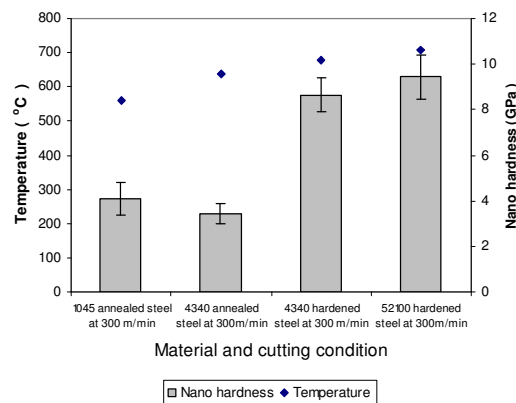 800
700
600
500
400
300
200
100
0
Temperature ( °C)
12
10
8
6
4
2
0
Nano hardness (GPa)
1045 annealed steel
at 300 m/min
4340 annealed
steel at 300m/min
4340 hardened
steel at 300 m/min
52100 hardened
steel at 300m/min
Material and cutting condition
Nano hardness
Temperature